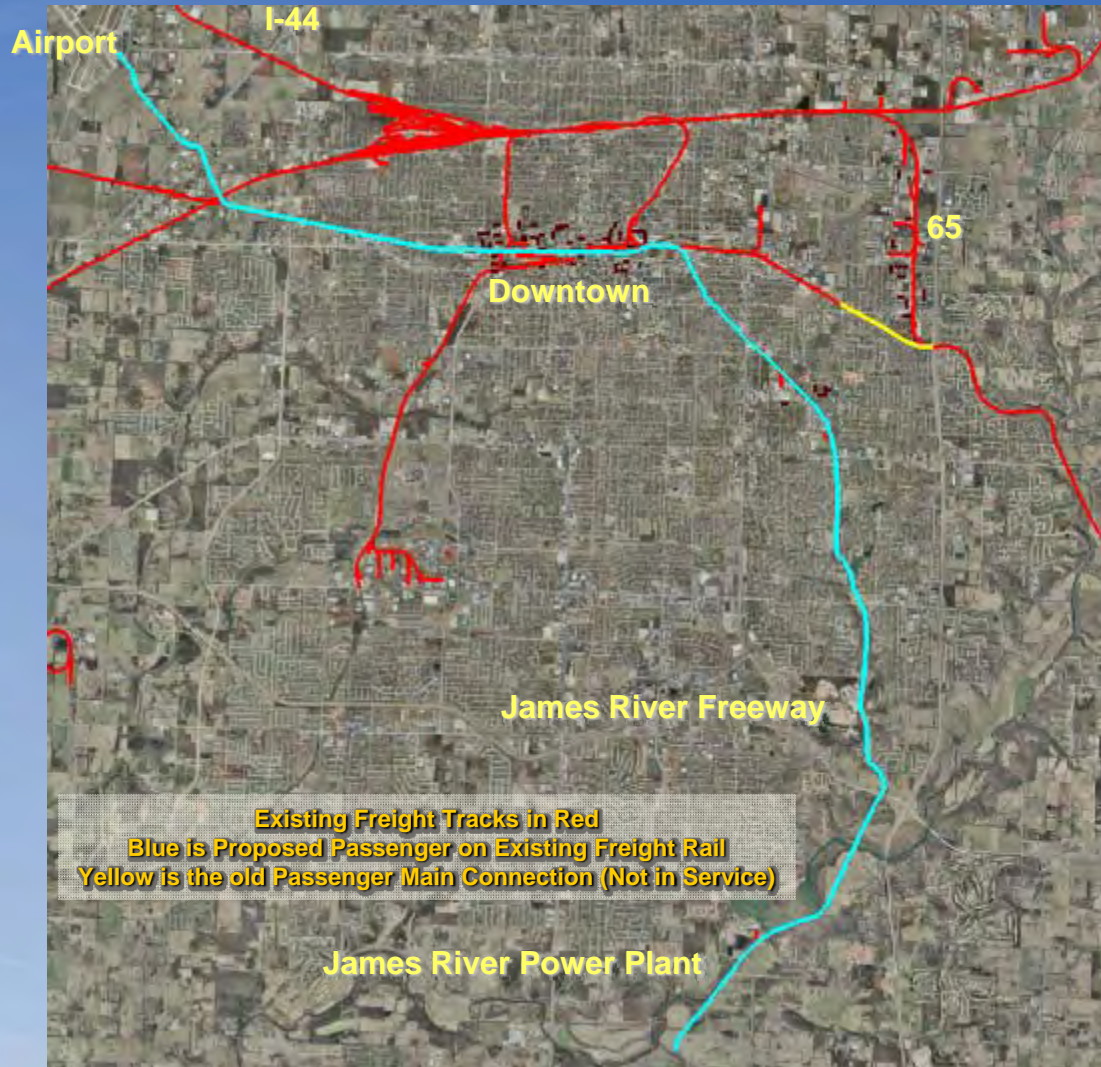 I-44
Airport
65
Downtown
James River Freeway
Existing Freight Tracks in Red
Blue is Proposed Passenger on Existing Freight Rail
Yellow is the old Passenger Main Connection (Not in Service)
James River Power Plant